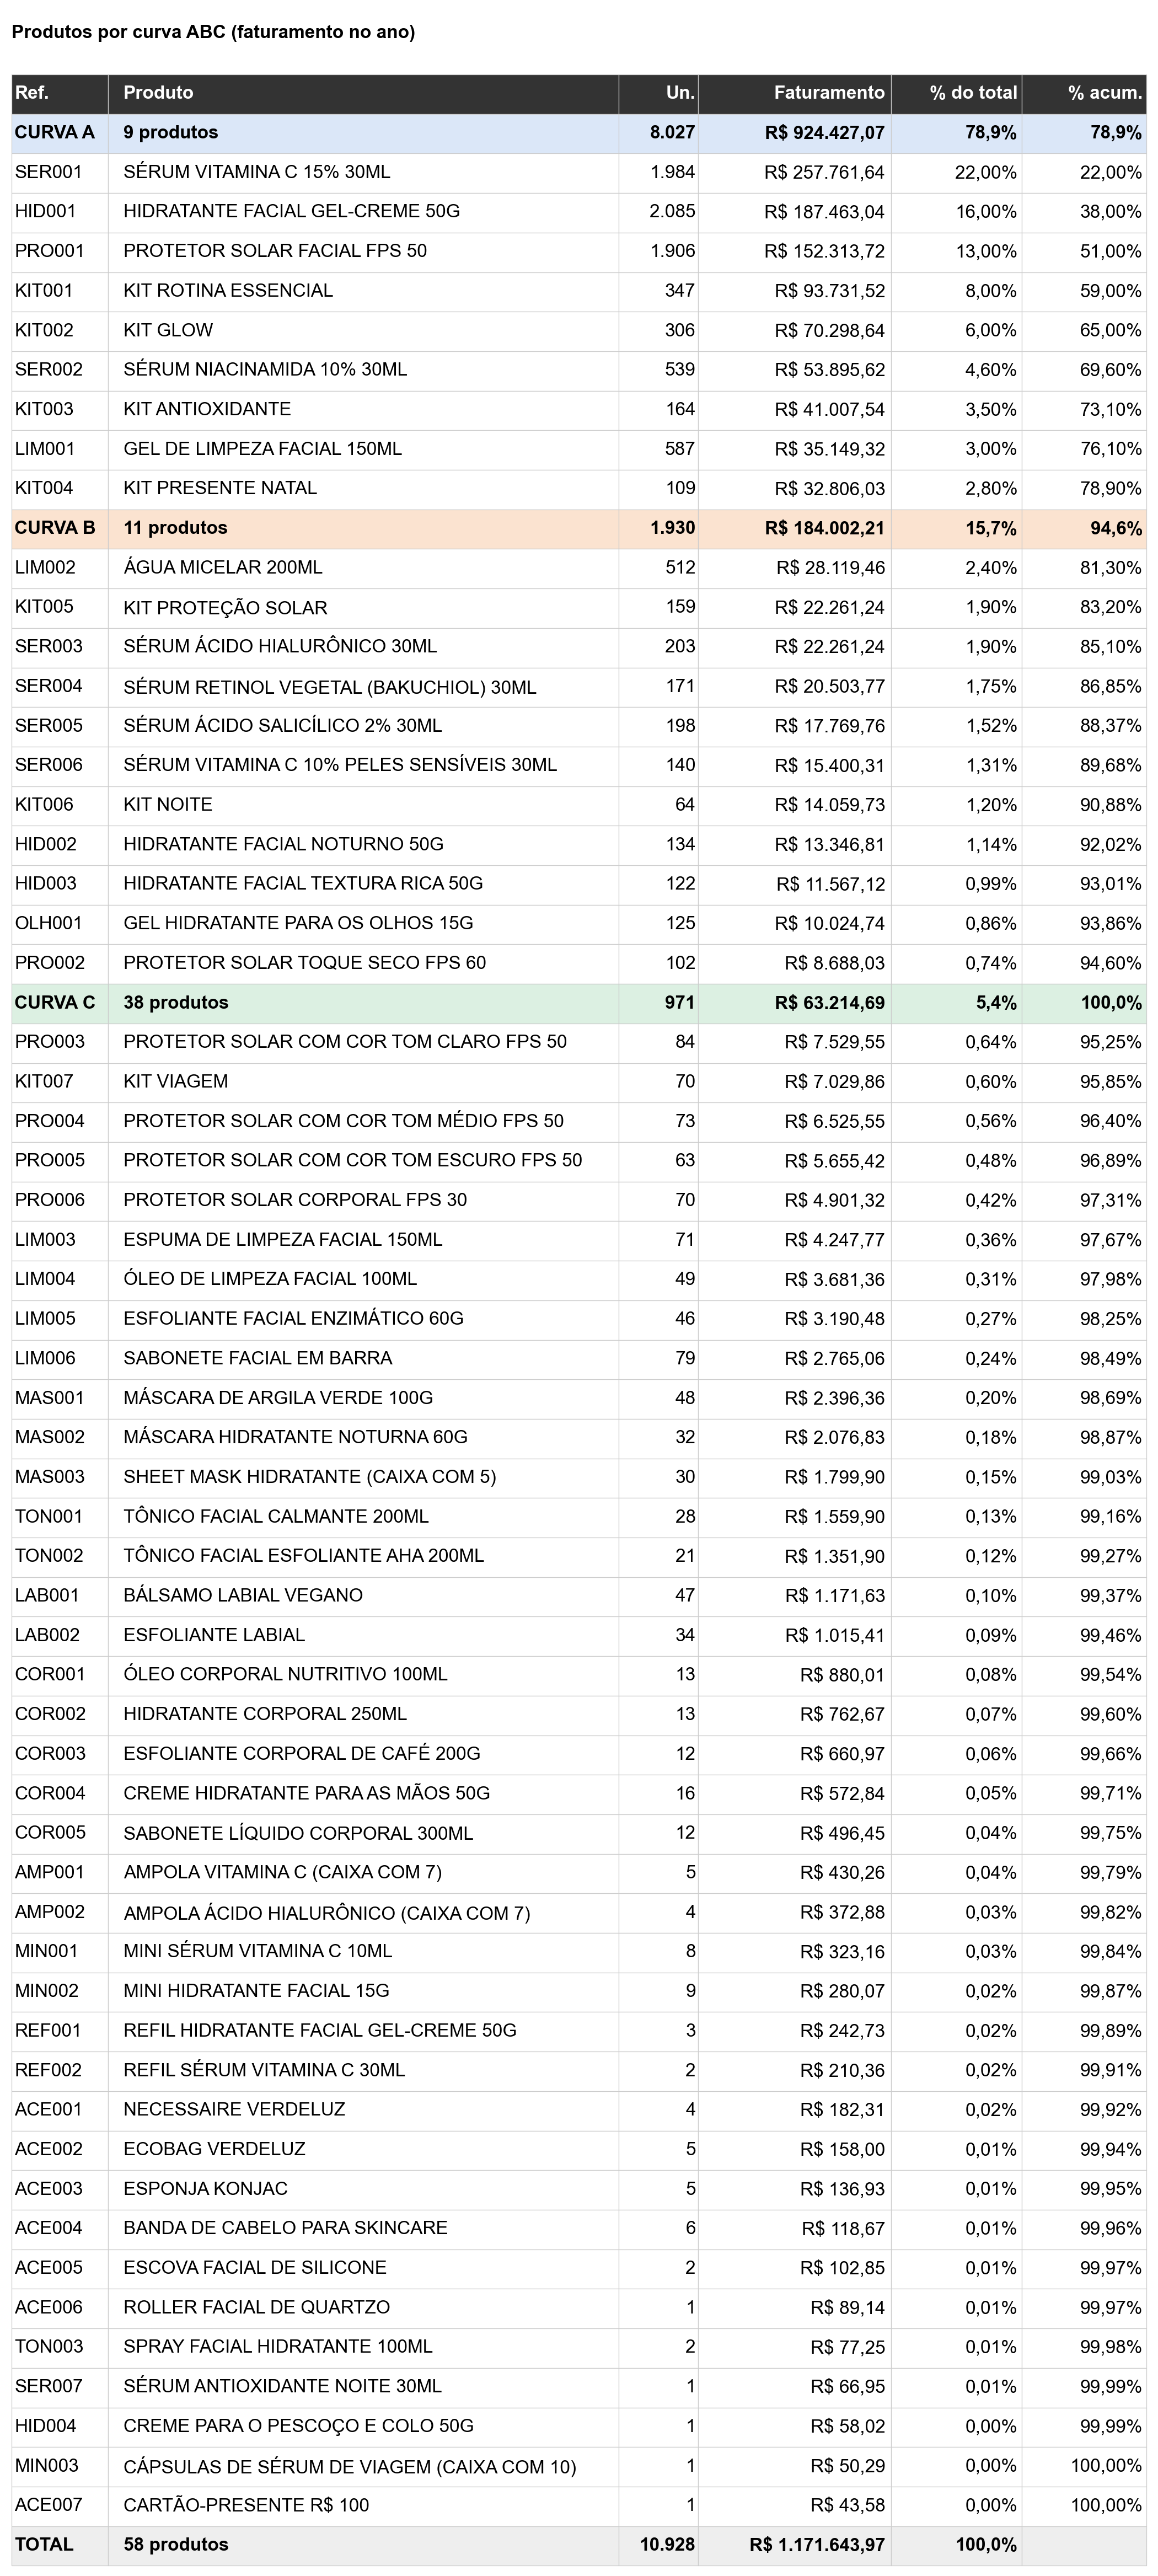 Produtos por curva ABC (faturamento no ano)
Ref. Produto Un. Faturamento % do total % acum.
CURVA A 9 produtos 8.027 R$ 924.427,07 78,9% 78,9%
SER001 SÉRUM VITAMINA C 15% 30ML 1.984 R$ 257.761,64 22,00% 22,00%
HID001 HIDRATANTE FACIAL GEL-CREME 50G 2.085 R$ 187.463,04 16,00% 38,00%
PRO001 PROTETOR SOLAR FACIAL FPS 50 1.906 R$ 152.313,72 13,00% 51,00%
KIT001 KIT ROTINA ESSENCIAL 347 R$ 93.731,52 8,00% 59,00%
KIT002 KIT GLOW 306 R$ 70.298,64 6,00% 65,00%
SER002 SÉRUM NIACINAMIDA 10% 30ML 539 R$ 53.895,62 4,60% 69,60%
KIT003 KIT ANTIOXIDANTE 164 R$ 41.007,54 3,50% 73,10%
LIM001 GEL DE LIMPEZA FACIAL 150ML 587 R$ 35.149,32 3,00% 76,10%
KIT004 KIT PRESENTE NATAL 109 R$ 32.806,03 2,80% 78,90%
CURVA B 11 produtos 1.930 R$ 184.002,21 15,7% 94,6%
LIM002 ÁGUA MICELAR 200ML 512 R$ 28.119,46 2,40% 81,30%
KIT005 KIT PROTEÇÃO SOLAR 159 R$ 22.261,24 1,90% 83,20%
SER003 SÉRUM ÁCIDO HIALURÔNICO 30ML 203 R$ 22.261,24 1,90% 85,10%
SER004 SÉRUM RETINOL VEGETAL (BAKUCHIOL) 30ML 171 R$ 20.503,77 1,75% 86,85%
SER005 SÉRUM ÁCIDO SALICÍLICO 2% 30ML 198 R$ 17.769,76 1,52% 88,37%
SER006 SÉRUM VITAMINA C 10% PELES SENSÍVEIS 30ML 140 R$ 15.400,31 1,31% 89,68%
KIT006 KIT NOITE 64 R$ 14.059,73 1,20% 90,88%
HID002 HIDRATANTE FACIAL NOTURNO 50G 134 R$ 13.346,81 1,14% 92,02%
HID003 HIDRATANTE FACIAL TEXTURA RICA 50G 122 R$ 11.567,12 0,99% 93,01%
OLH001 GEL HIDRATANTE PARA OS OLHOS 15G 125 R$ 10.024,74 0,86% 93,86%
PRO002 PROTETOR SOLAR TOQUE SECO FPS 60 102 R$ 8.688,03 0,74% 94,60%
CURVA C 38 produtos 971 R$ 63.214,69 5,4% 100,0%
PRO003 PROTETOR SOLAR COM COR TOM CLARO FPS 50 84 R$ 7.529,55 0,64% 95,25%
KIT007 KIT VIAGEM 70 R$ 7.029,86 0,60% 95,85%
PRO004 PROTETOR SOLAR COM COR TOM MÉDIO FPS 50 73 R$ 6.525,55 0,56% 96,40%
PRO005 PROTETOR SOLAR COM COR TOM ESCURO FPS 50 63 R$ 5.655,42 0,48% 96,89%
PRO006 PROTETOR SOLAR CORPORAL FPS 30 70 R$ 4.901,32 0,42% 97,31%
LIM003 ESPUMA DE LIMPEZA FACIAL 150ML 71 R$ 4.247,77 0,36% 97,67%
LIM004 ÓLEO DE LIMPEZA FACIAL 100ML 49 R$ 3.681,36 0,31% 97,98%
LIM005 ESFOLIANTE FACIAL ENZIMÁTICO 60G 46 R$ 3.190,48 0,27% 98,25%
LIM006 SABONETE FACIAL EM BARRA 79 R$ 2.765,06 0,24% 98,49%
MAS001 MÁSCARA DE ARGILA VERDE 100G 48 R$ 2.396,36 0,20% 98,69%
MAS002 MÁSCARA HIDRATANTE NOTURNA 60G 32 R$ 2.076,83 0,18% 98,87%
MAS003 SHEET MASK HIDRATANTE (CAIXA COM 5) 30 R$ 1.799,90 0,15% 99,03%
TON001 TÔNICO FACIAL CALMANTE 200ML 28 R$ 1.559,90 0,13% 99,16%
TON002 TÔNICO FACIAL ESFOLIANTE AHA 200ML 21 R$ 1.351,90 0,12% 99,27%
LAB001 BÁLSAMO LABIAL VEGANO 47 R$ 1.171,63 0,10% 99,37%
LAB002 ESFOLIANTE LABIAL 34 R$ 1.015,41 0,09% 99,46%
COR001 ÓLEO CORPORAL NUTRITIVO 100ML 13 R$ 880,01 0,08% 99,54%
COR002 HIDRATANTE CORPORAL 250ML 13 R$ 762,67 0,07% 99,60%
COR003 ESFOLIANTE CORPORAL DE CAFÉ 200G 12 R$ 660,97 0,06% 99,66%
COR004 CREME HIDRATANTE PARA AS MÃOS 50G 16 R$ 572,84 0,05% 99,71%
COR005 SABONETE LÍQUIDO CORPORAL 300ML 12 R$ 496,45 0,04% 99,75%
AMP001 AMPOLA VITAMINA C (CAIXA COM 7) 5 R$ 430,26 0,04% 99,79%
AMP002 AMPOLA ÁCIDO HIALURÔNICO (CAIXA COM 7) 4 R$ 372,88 0,03% 99,82%
MIN001 MINI SÉRUM VITAMINA C 10ML 8 R$ 323,16 0,03% 99,84%
MIN002 MINI HIDRATANTE FACIAL 15G 9 R$ 280,07 0,02% 99,87%
REF001 REFIL HIDRATANTE FACIAL GEL-CREME 50G 3 R$ 242,73 0,02% 99,89%
REF002 REFIL SÉRUM VITAMINA C 30ML 2 R$ 210,36 0,02% 99,91%
ACE001 NECESSAIRE VERDELUZ 4 R$ 182,31 0,02% 99,92%
ACE002 ECOBAG VERDELUZ 5 R$ 158,00 0,01% 99,94%
ACE003 ESPONJA KONJAC 5 R$ 136,93 0,01% 99,95%
ACE004 BANDA DE CABELO PARA SKINCARE 6 R$ 118,67 0,01% 99,96%
ACE005 ESCOVA FACIAL DE SILICONE 2 R$ 102,85 0,01% 99,97%
ACE006 ROLLER FACIAL DE QUARTZO 1 R$ 89,14 0,01% 99,97%
TON003 SPRAY FACIAL HIDRATANTE 100ML 2 R$ 77,25 0,01% 99,98%
SER007 SÉRUM ANTIOXIDANTE NOITE 30ML 1 R$ 66,95 0,01% 99,99%
HID004 CREME PARA O PESCOÇO E COLO 50G 1 R$ 58,02 0,00% 99,99%
MIN003 CÁPSULAS DE SÉRUM DE VIAGEM (CAIXA COM 10) 1 R$ 50,29 0,00% 100,00%
ACE007 CARTÃO-PRESENTE R$ 100 1 R$ 43,58 0,00% 100,00%
TOTAL 58 produtos 10.928 R$ 1.171.643,97 100,0%